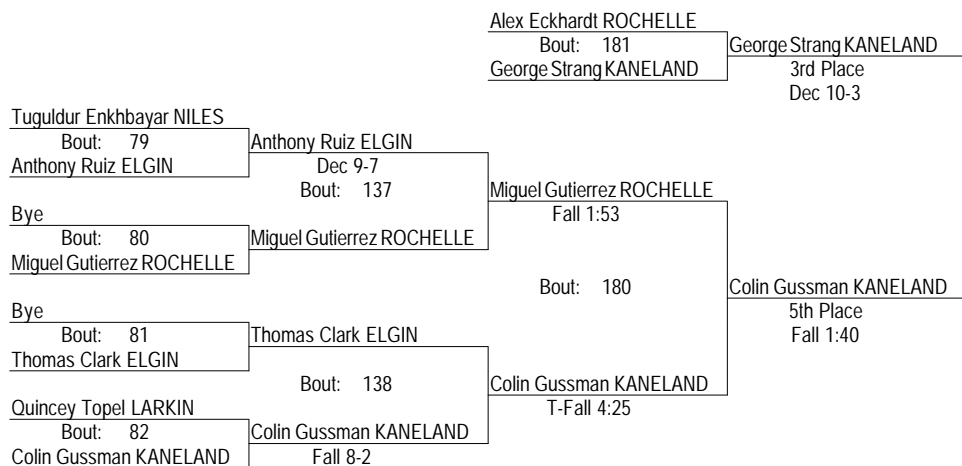 Alex Eckhardt ROCHELLE
Bout: 181
George Strang KANELAND
George Strang KANELAND
3rd Place
Dec 10-3
Tuguldur Enkhbayar NILES
Bout: 79
Anthony Ruiz ELGIN
Anthony Ruiz ELGIN
Dec 9-7
Bout: 137
Miguel Gutierrez ROCHELLE
Fall 1:53
Bye
Bout: 80
Miguel Gutierrez ROCHELLE
Miguel Gutierrez ROCHELLE
Bout: 180
Colin Gussman KANELAND
5th Place
Fall 1:40
Bye
Bout: 81
Thomas Clark ELGIN
Thomas Clark ELGIN
Bout: 138
Colin Gussman KANELAND
T-Fall 4:25
Quincey Topel LARKIN
Bout: 82
Colin Gussman KANELAND
Colin Gussman KANELAND
Fall 8-2